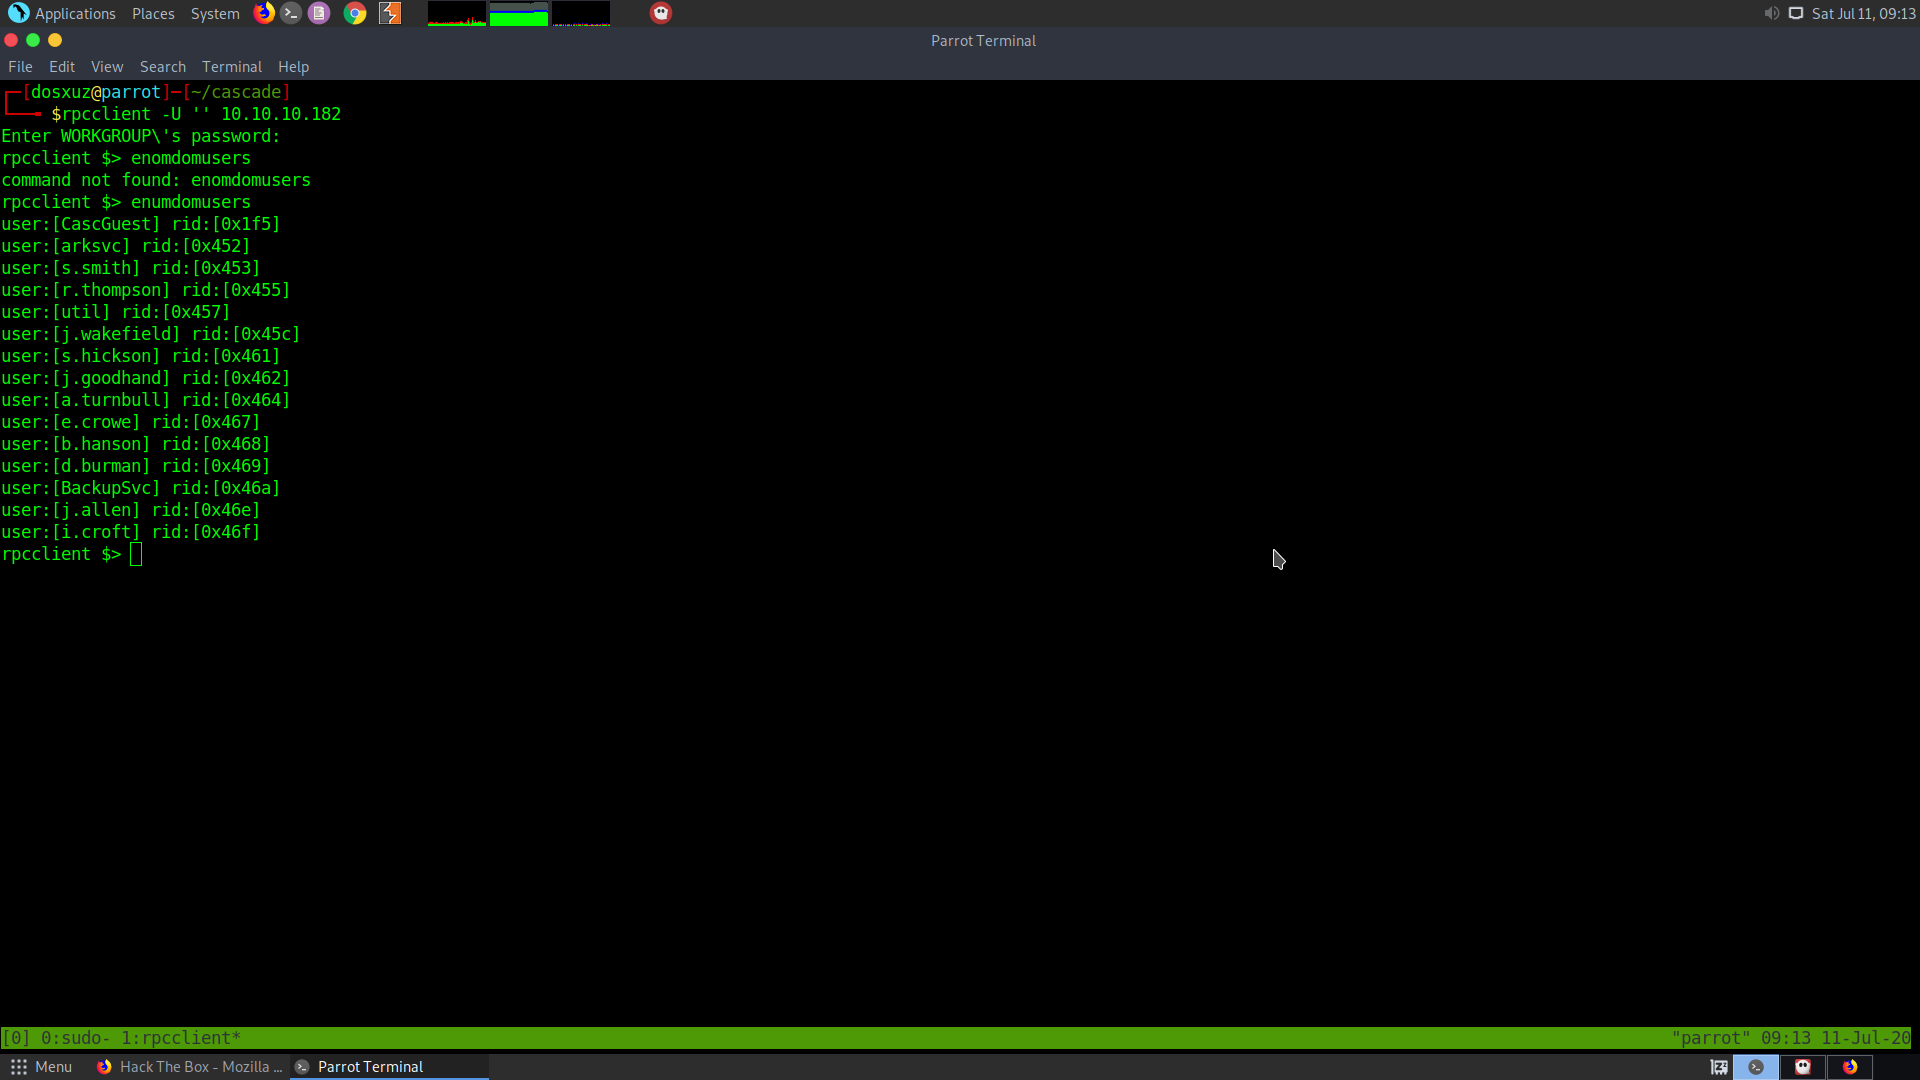 Applications Places System Sat Jul 11, 09:13
Parrot Terminal
File Edit View Search Terminal Help
┌─[dosxuz@parrot]─[~/cascade]
└──╼ $rpcclient -U '' 10.10.10.182
Enter WORKGROUP\'s password:
rpcclient $> enomdomusers
command not found: enomdomusers
rpcclient $> enumdomusers
user:[CascGuest] rid:[0x1f5]
user:[arksvc] rid:[0x452]
user:[s.smith] rid:[0x453]
user:[r.thompson] rid:[0x455]
user:[util] rid:[0x457]
user:[j.wakefield] rid:[0x45c]
user:[s.hickson] rid:[0x461]
user:[j.goodhand] rid:[0x462]
user:[a.turnbull] rid:[0x464]
user:[e.crowe] rid:[0x467]
user:[b.hanson] rid:[0x468]
user:[d.burman] rid:[0x469]
user:[BackupSvc] rid:[0x46a]
user:[j.allen] rid:[0x46e]
user:[i.croft] rid:[0x46f]
rpcclient $>
[0] 0:sudo- 1:rpcclient* "parrot" 09:13 11-Jul-20
Menu Hack The Box - Mozilla ... Parrot Terminal